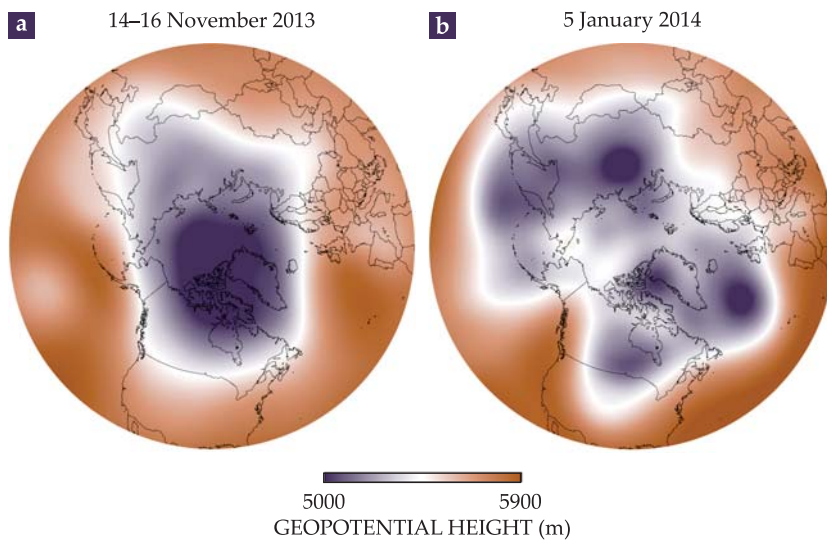 a 14–16 November 2013
b 5 January 2014
5000 5900
GEOPOTENTIAL HEIGHT (m)